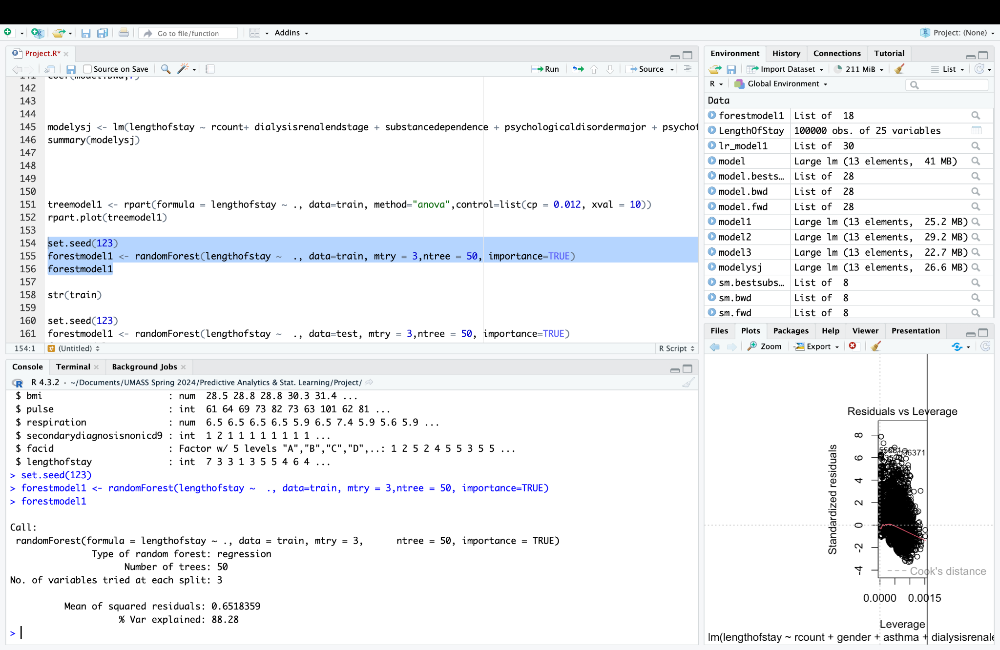 Go to file/function
Addins
Project: (None)
Project.R*
Source on Save
Run
Source
142
143
144
145 modelysj <- lm(lengthofstay ~ rcount+ dialysisrenalendstage + substancedependence + psychologicaldisordermajor + psychot
146 summary(modelysj)
147
148
149
150
151 treemodel1 <- rpart(formula = lengthofstay ~ ., data=train, method="anova",control=list(cp = 0.012, xval = 10))
152 rpart.plot(treemodel1)
153
154 set.seed(123)
155 forestmodel1 <- randomForest(lengthofstay ~  ., data=train, mtry = 3,ntree = 50, importance=TRUE)
156 forestmodel1
157
158 str(train)
159
160 set.seed(123)
161 forestmodel1 <- randomForest(lengthofstay ~  ., data=test, mtry = 3,ntree = 50, importance=TRUE)
154:1 # (Untitled) R Script
Console Terminal Background Jobs
R 4.3.2 · ~/Documents/UMASS Spring 2024/Predictive Analytics & Stat. Learning/Project/
$ bmi : num 28.5 28.8 28.8 30.3 31.4 ...
$ pulse : int 61 64 69 73 82 73 63 101 62 81 ...
$ respiration : num 6.5 6.5 6.5 6.5 5.9 6.5 7.4 5.9 5.6 5.9 ...
$ secondarydiagnosisnonicd9 : int 1 2 1 1 1 1 1 1 1 1 ...
$ facid : Factor w/ 5 levels "A","B","C","D",..: 1 2 5 2 4 5 5 3 5 5 ...
$ lengthofstay : int 7 3 3 1 3 5 5 4 6 4 ...
> set.seed(123)
> forestmodel1 <- randomForest(lengthofstay ~  ., data=train, mtry = 3,ntree = 50, importance=TRUE)
> forestmodel1
Call:
randomForest(formula = lengthofstay ~ ., data = train, mtry = 3,      ntree = 50, importance = TRUE)
Type of random forest: regression
Number of trees: 50
No. of variables tried at each split: 3
Mean of squared residuals: 0.6518359
% Var explained: 88.28
>
Environment History Connections Tutorial
Import Dataset 211 MiB List
R Global Environment
Data
forestmodel1 List of  18
LengthOfStay 100000 obs. of 25 variables
lr_model1 List of  30
model Large lm (13 elements,  41 MB)
model.bests… List of  28
model.bwd List of  28
model.fwd List of  28
model1 Large lm (13 elements,  25.2 MB)
model2 Large lm (13 elements,  29.2 MB)
model3 Large lm (13 elements,  22.7 MB)
modelysj Large lm (13 elements,  26.6 MB)
sm.bestsubs… List of  8
sm.bwd List of  8
sm.fwd List of  8
Files Plots Packages Help Viewer Presentation
Zoom Export
Residuals vs Leverage
Standardized residuals
8
6
4
2
0
-2
-4
36371
Cook's distance
0.0000 0.0015
Leverage
lm(lengthofstay ~ rcount + gender + asthma + dialysisrenale